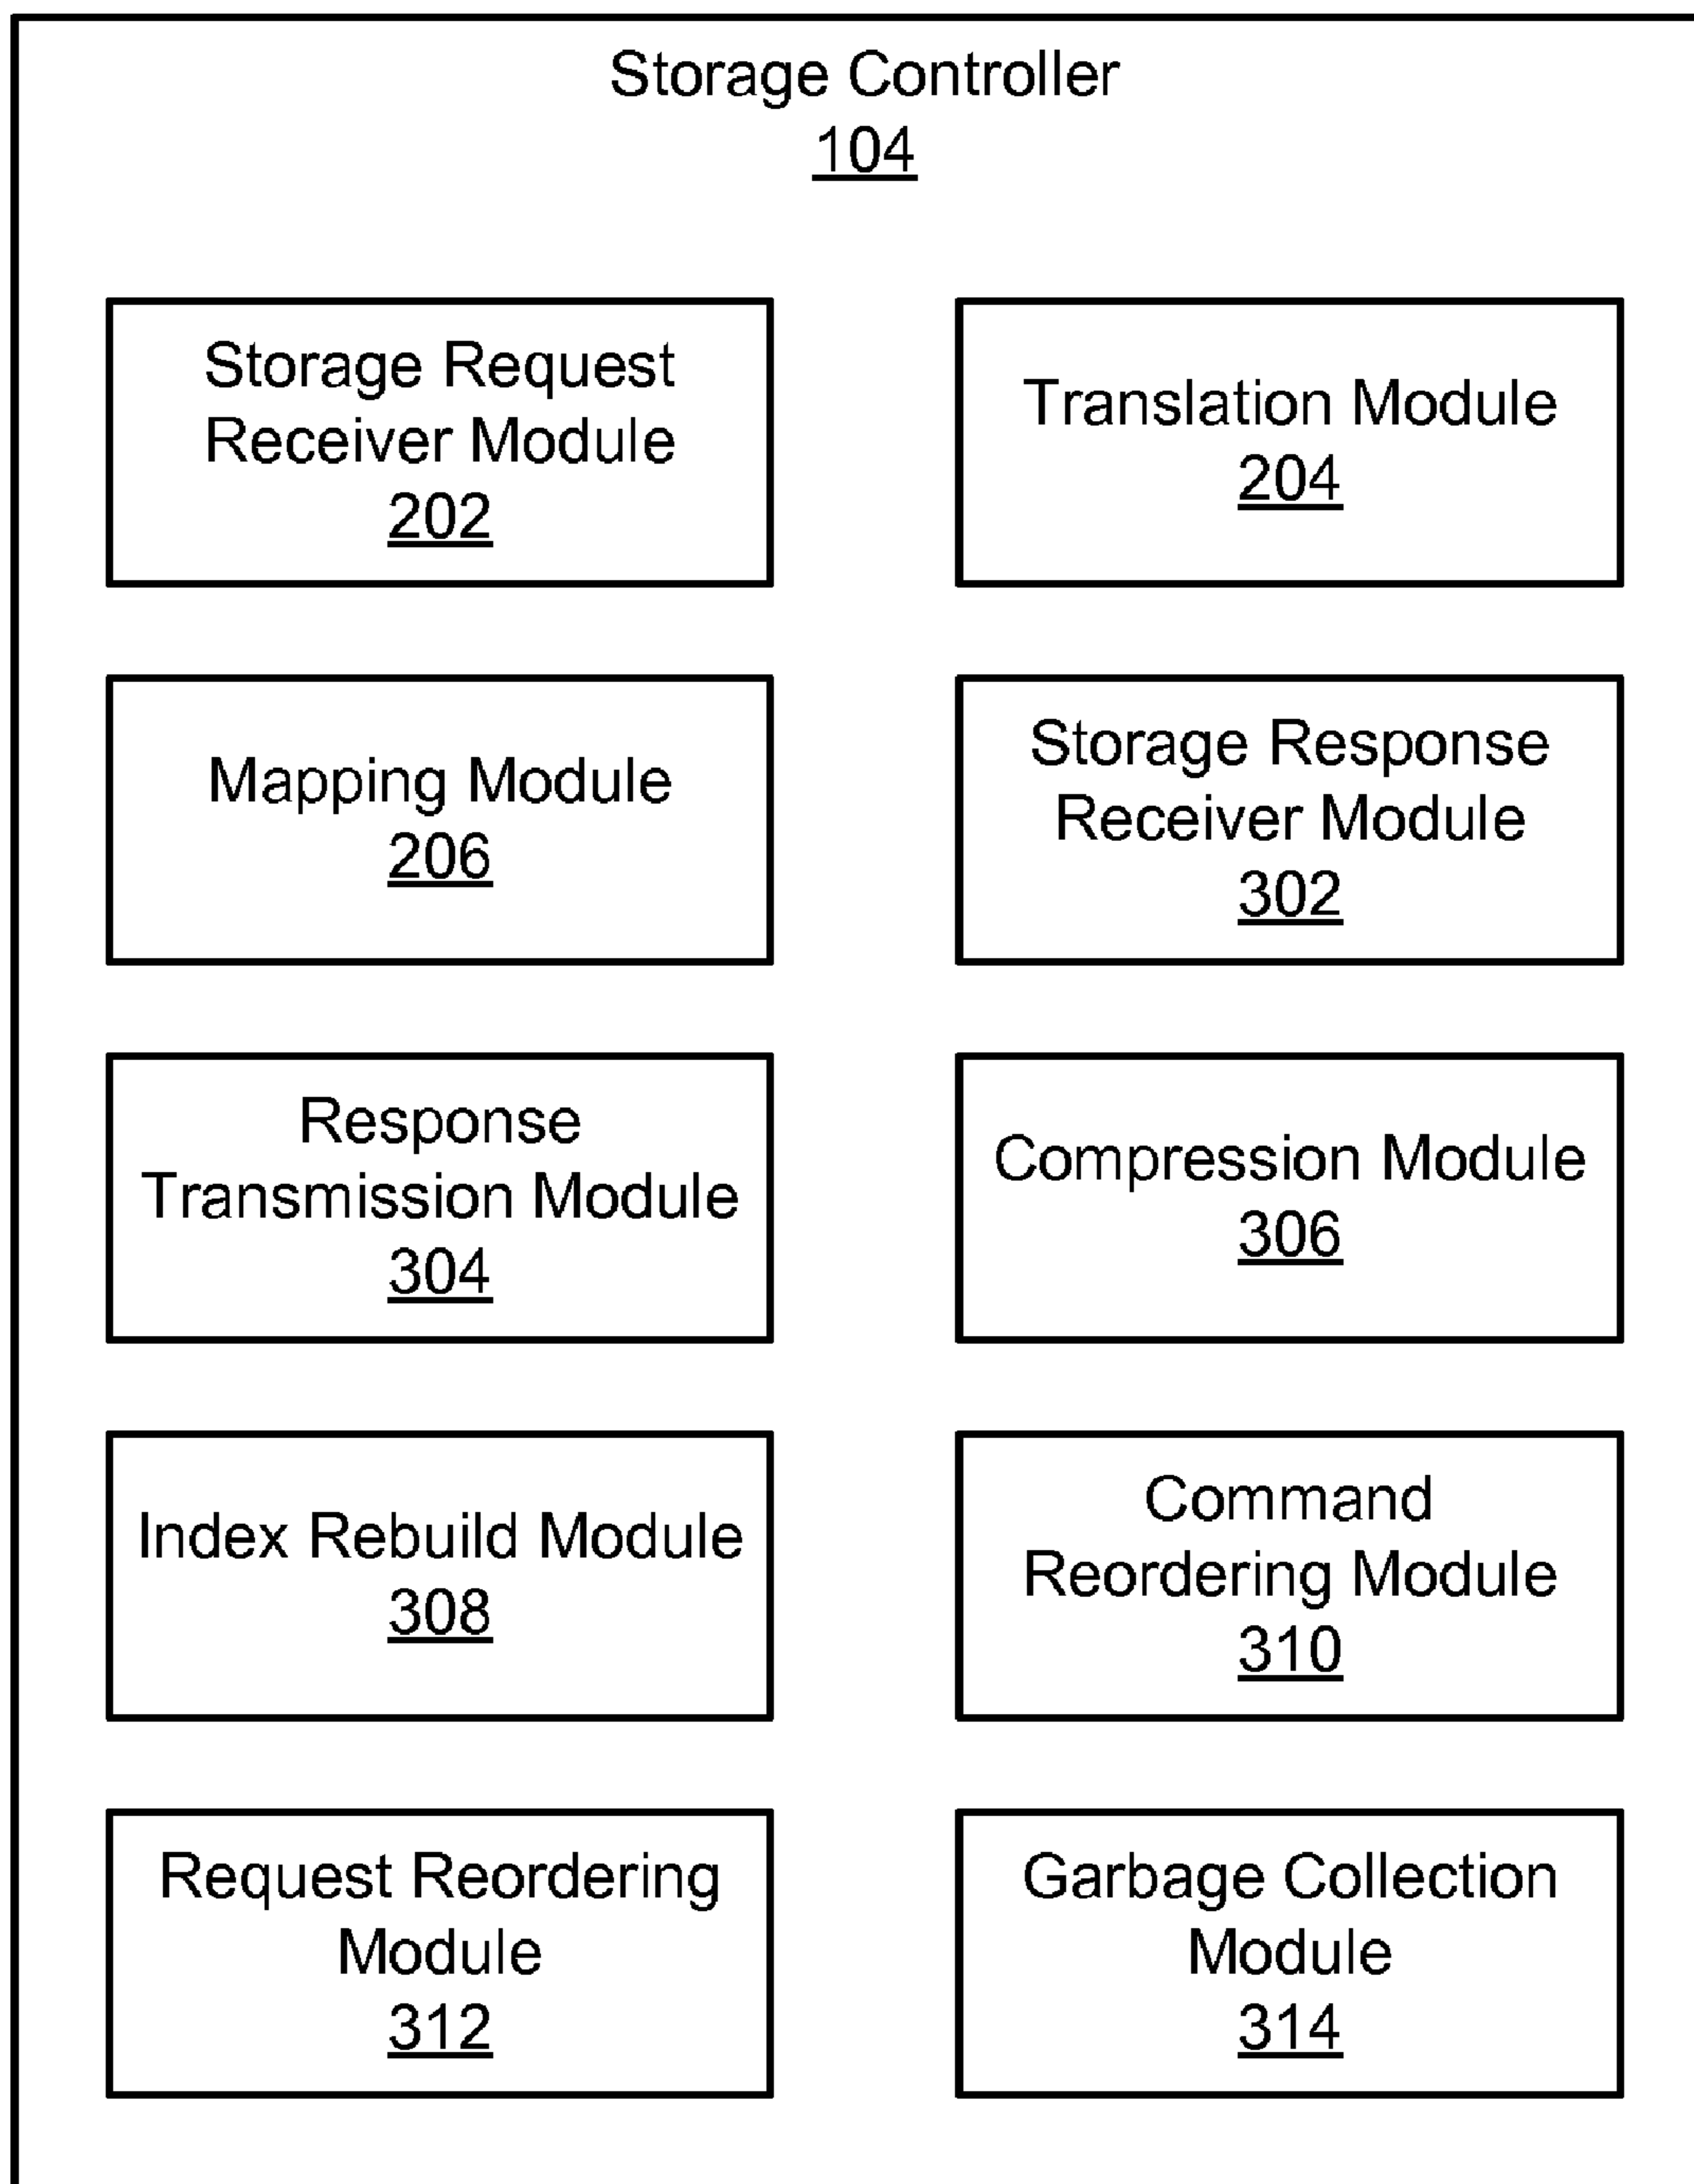 Storage Controller
104
Storage Request
Receiver Module
202
Translation Module
204
Mapping Module
206
Storage Response
Receiver Module
302
Response
Transmission Module
304
Compression Module
306
Index Rebuild Module
308
Command
Reordering Module
310
Request Reordering
Module
312
Garbage Collection
Module
314